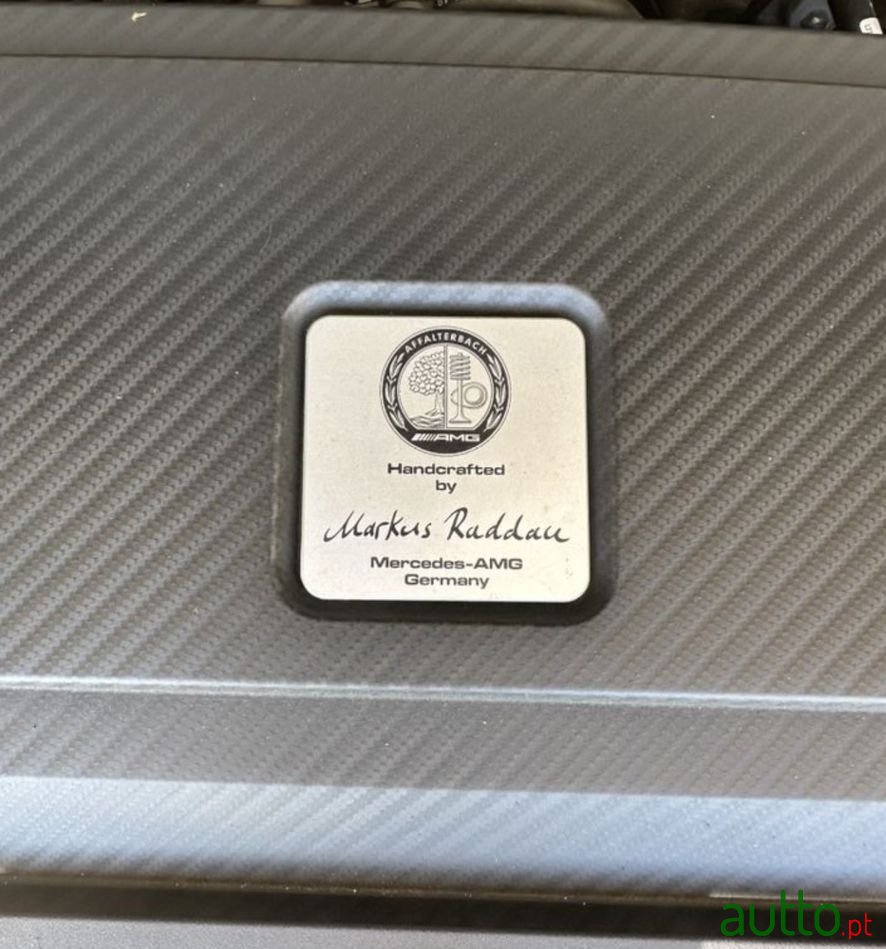 AFFALTERBACH
AMG
Handcrafted
by
Markus Raddau
Mercedes-AMG
Germany
autto.pt